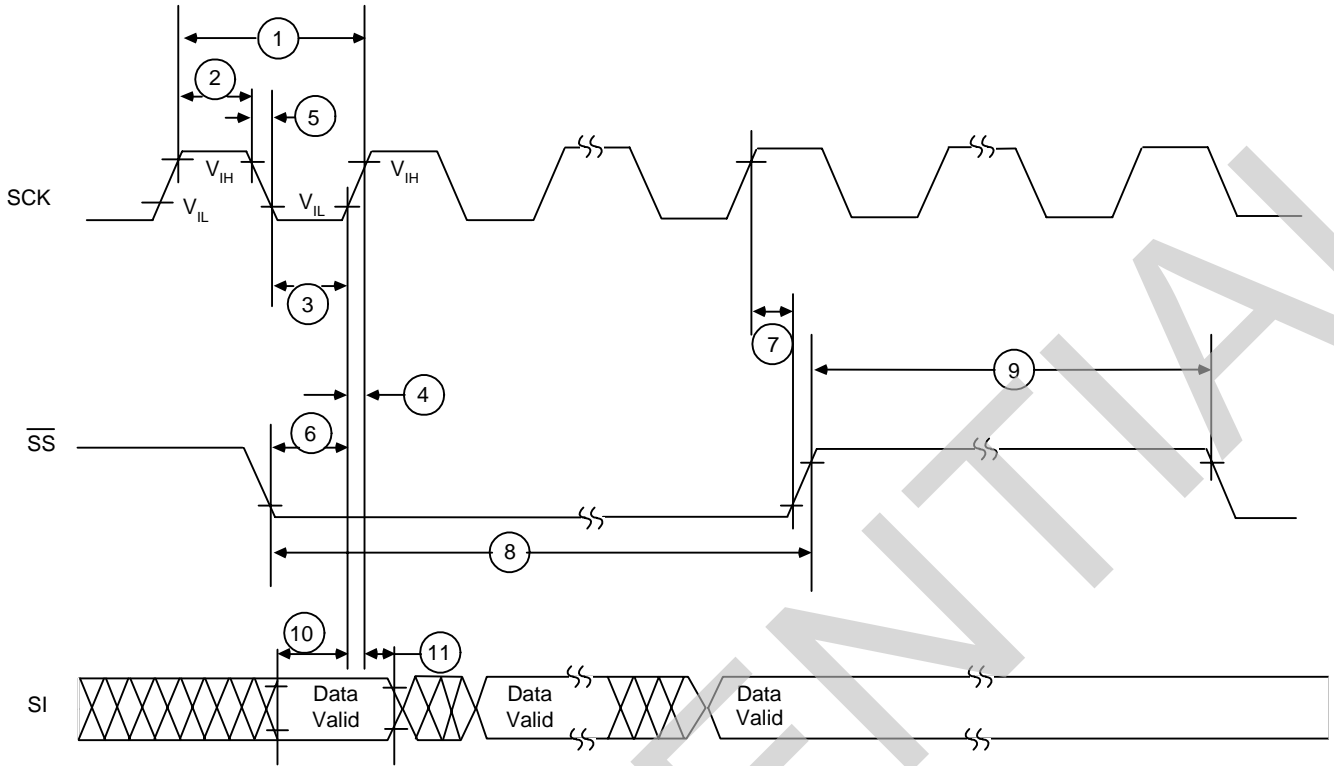 1
2
5
V_IH
V_IH
SCK
V_IL
V_IL
3
7
9
4
SS
6
8
10
11
SI
Data
Valid
Data
Valid
Data
Valid
ENTIAL